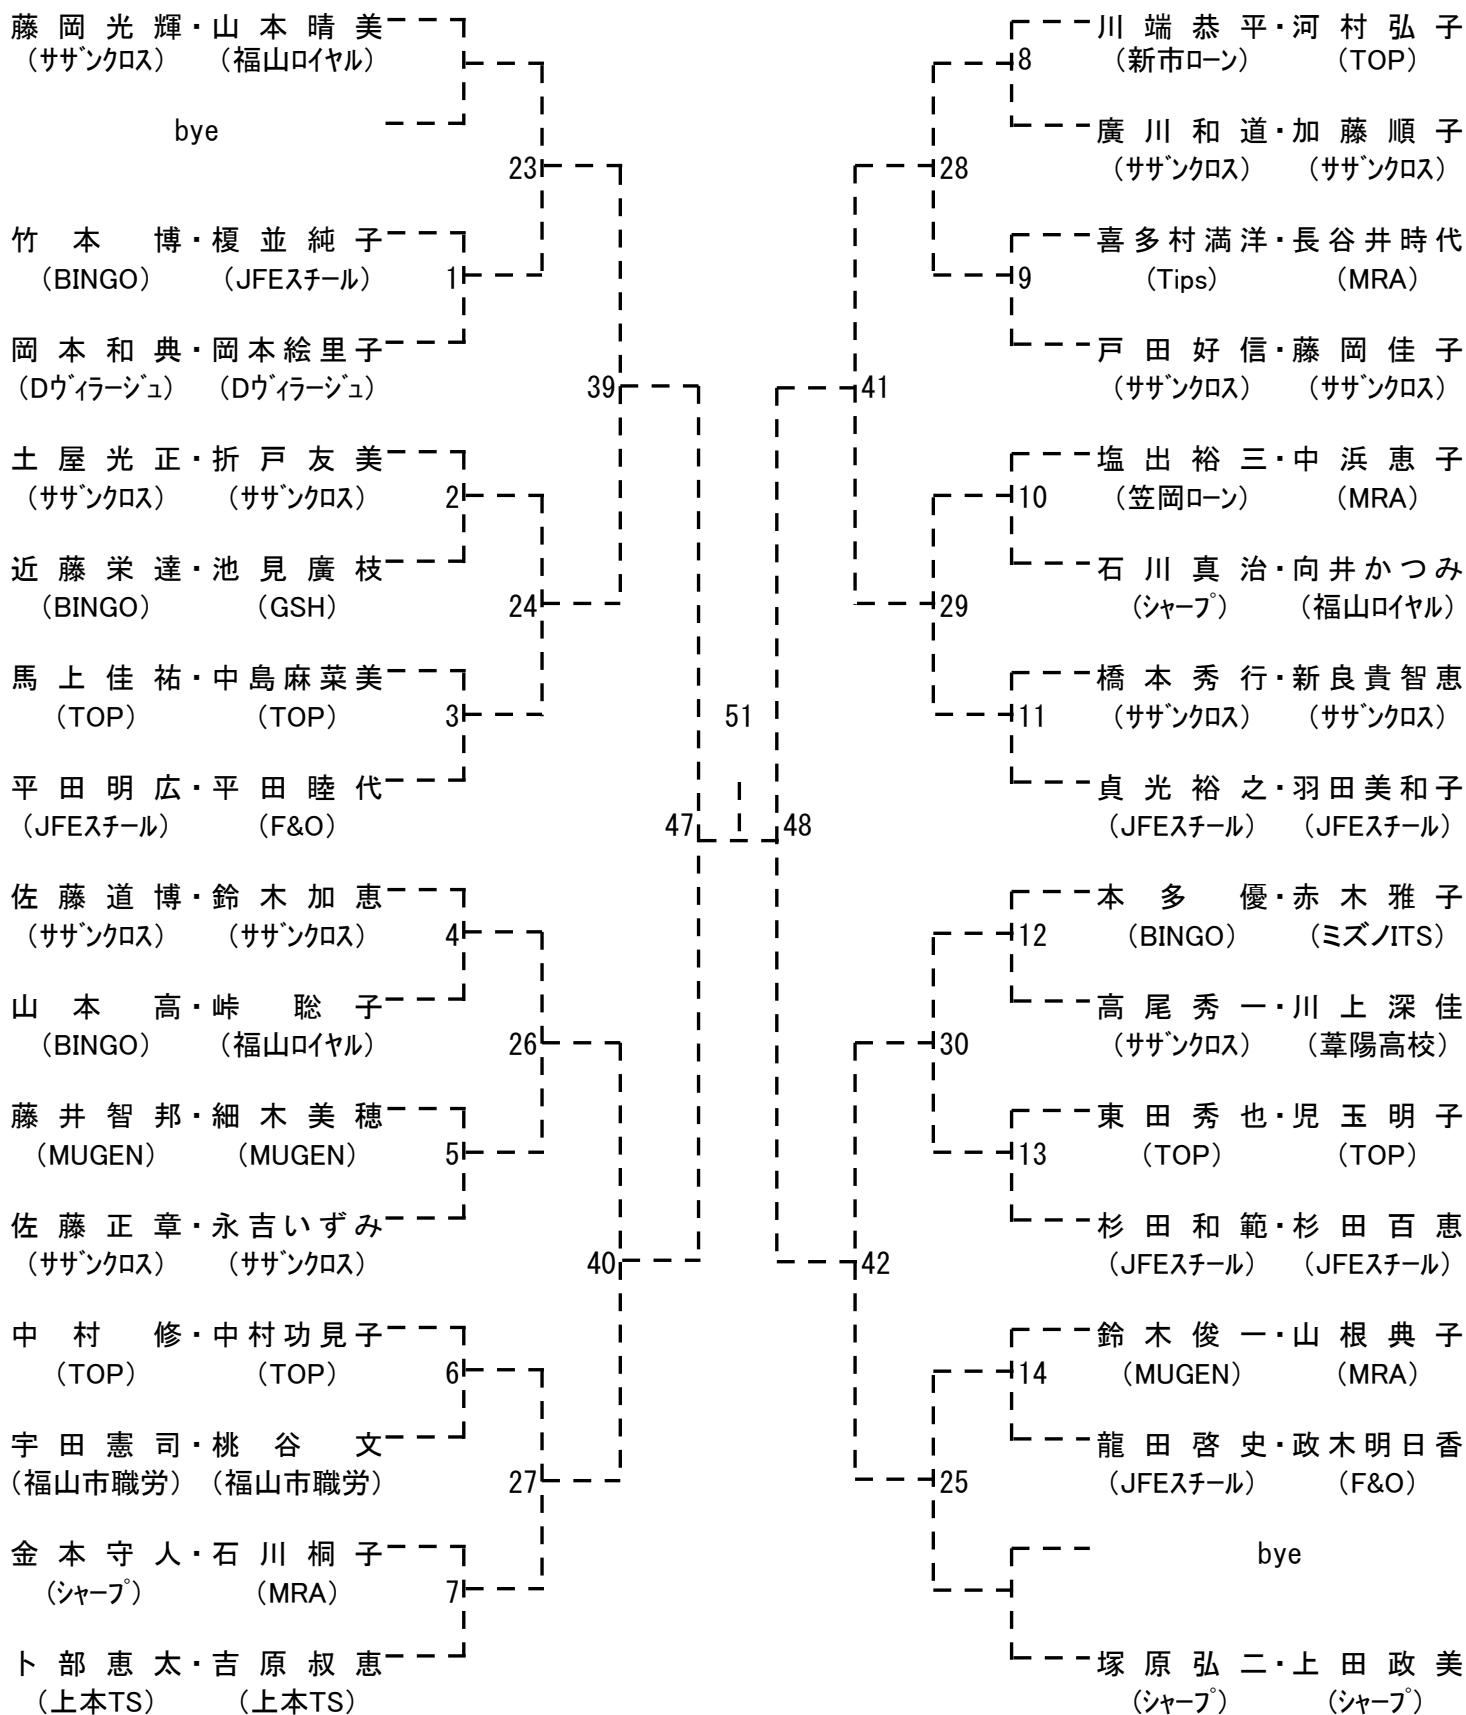 藤岡光輝・山本晴美
(サザンクロス) (福山ロイヤル)
bye
23
竹本博・榎並純子
(BINGO) (JFEスチール) 1
岡本和典・岡本絵里子
(Dヴィラージュ) (Dヴィラージュ)
39
土屋光正・折戸友美
(サザンクロス) (サザンクロス) 2
近藤栄達・池見廣枝
(BINGO) (GSH) 24
馬上佳祐・中島麻菜美
(TOP) (TOP) 3
平田明広・平田睦代
(JFEスチール) (F&O) 47
佐藤道博・鈴木加恵
(サザンクロス) (サザンクロス) 4
山本高・峠聡子
(BINGO) (福山ロイヤル) 26
藤井智邦・細木美穂
(MUGEN) (MUGEN) 5
佐藤正章・永吉いずみ
(サザンクロス) (サザンクロス) 40
中村修・中村功見子
(TOP) (TOP) 6
宇田憲司・桃谷文
(福山市職労) (福山市職労) 27
金本守人・石川桐子
(シャープ) (MRA) 7
卜部恵太・吉原叔恵
(上本TS) (上本TS)
51
川端恭平・河村弘子
8 (新市ローン) (TOP)
廣川和道・加藤順子
28 (サザンクロス) (サザンクロス)
喜多村満洋・長谷井時代
9 (Tips) (MRA)
戸田好信・藤岡佳子
41 (サザンクロス) (サザンクロス)
塩出裕三・中浜恵子
10 (笠岡ローン) (MRA)
石川真治・向井かつみ
29 (シャープ) (福山ロイヤル)
橋本秀行・新良貴智恵
11 (サザンクロス) (サザンクロス)
貞光裕之・羽田美和子
48 (JFEスチール) (JFEスチール)
本多優・赤木雅子
12 (BINGO) (ミズノITS)
高尾秀一・川上深佳
30 (サザンクロス) (葦陽高校)
東田秀也・児玉明子
13 (TOP) (TOP)
杉田和範・杉田百恵
42 (JFEスチール) (JFEスチール)
鈴木俊一・山根典子
14 (MUGEN) (MRA)
龍田啓史・政木明日香
25 (JFEスチール) (F&O)
bye
塚原弘二・上田政美
(シャープ) (シャープ)